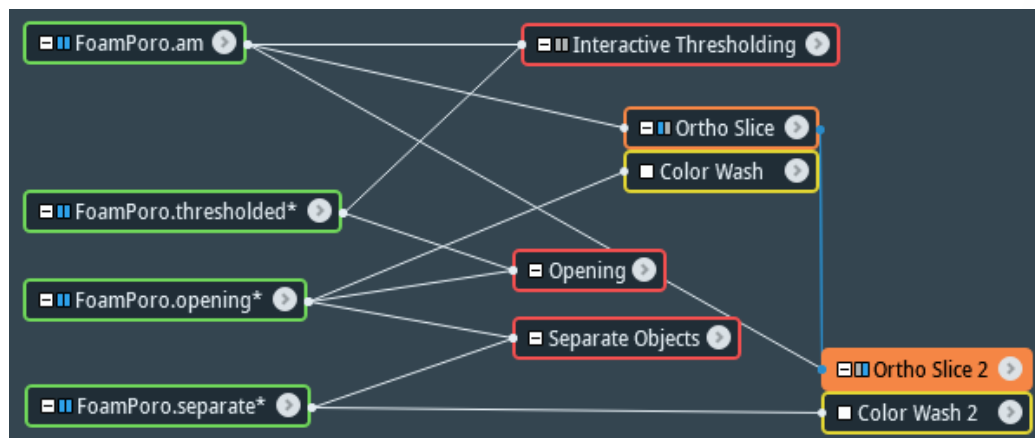 FoamPoro.am
Interactive Thresholding
Ortho Slice
Color Wash
FoamPoro.thresholded*
Opening
FoamPoro.opening*
Separate Objects
Ortho Slice 2
FoamPoro.separate*
Color Wash 2